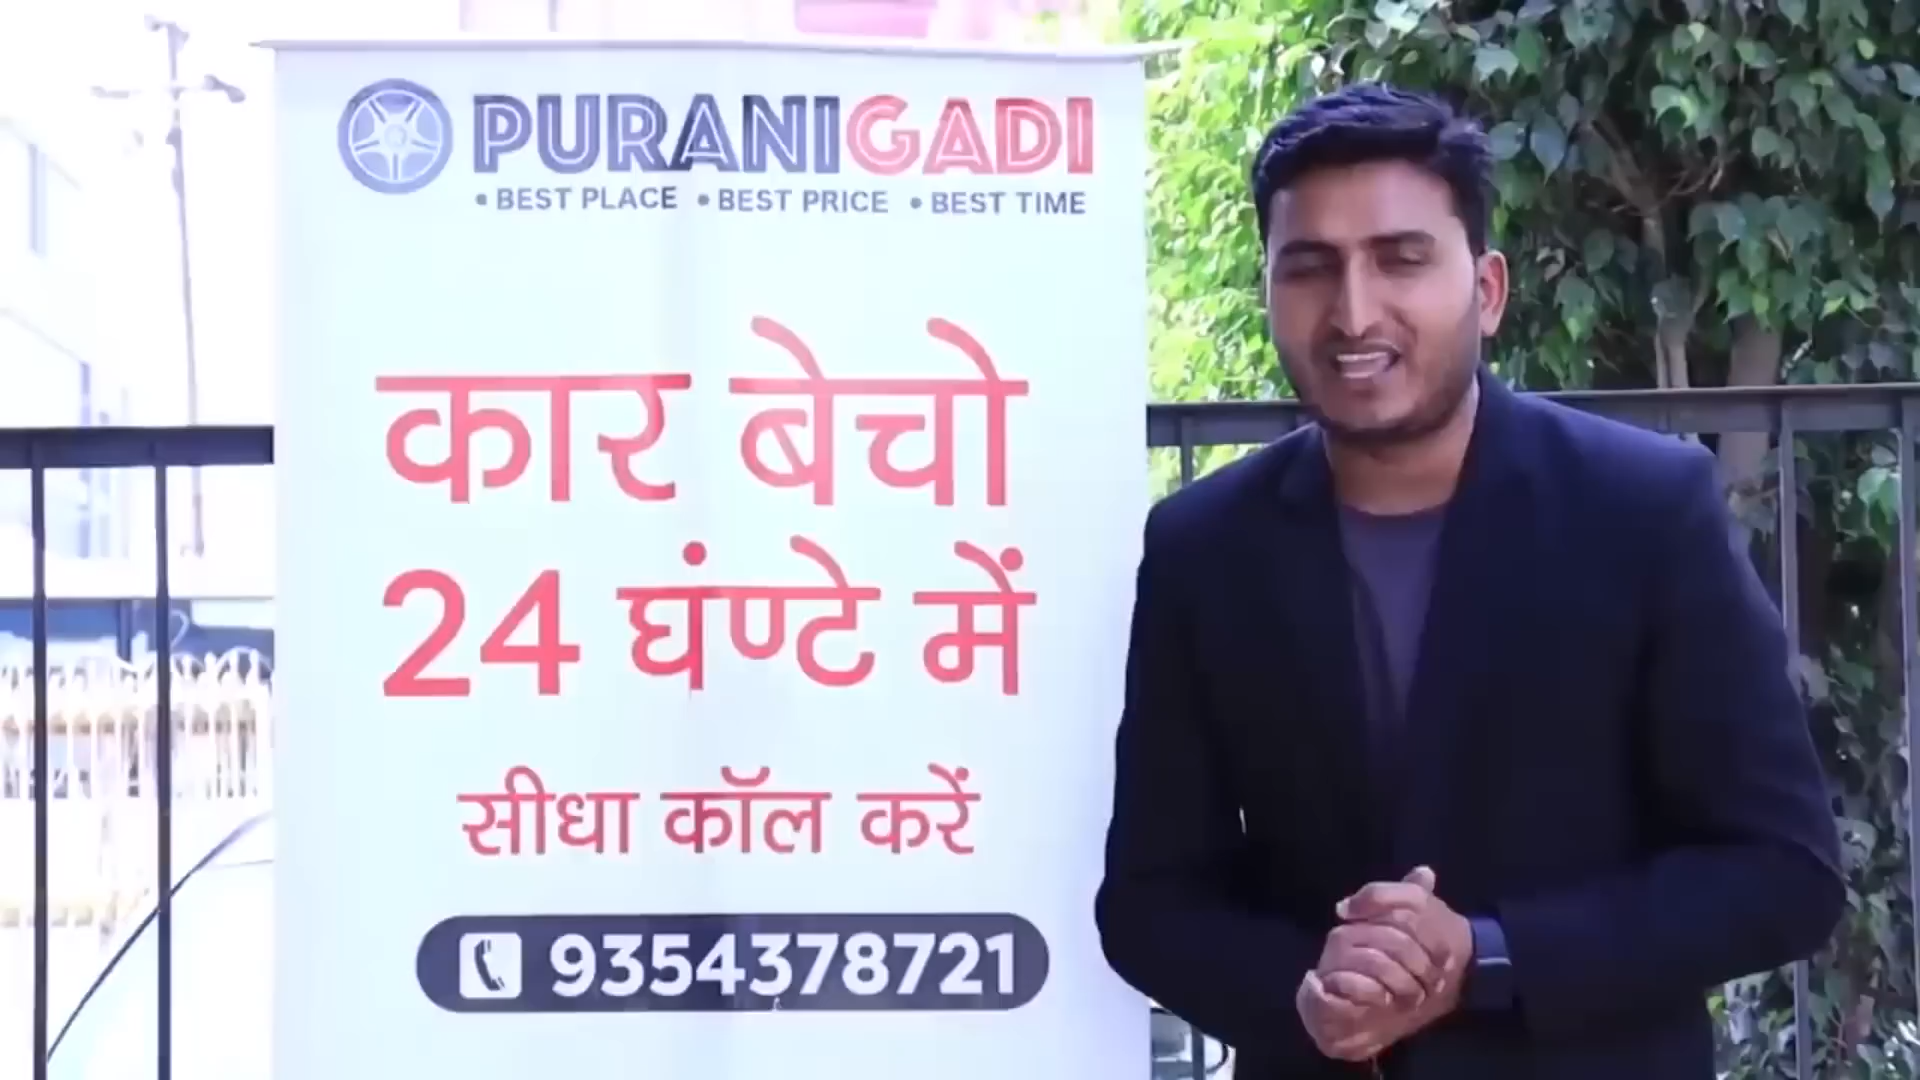 PURANIGADI
• BEST PLACE • BEST PRICE • BEST TIME
कार बेचो
24 घंण्टे में
सीधा कॉल करें
9354378721